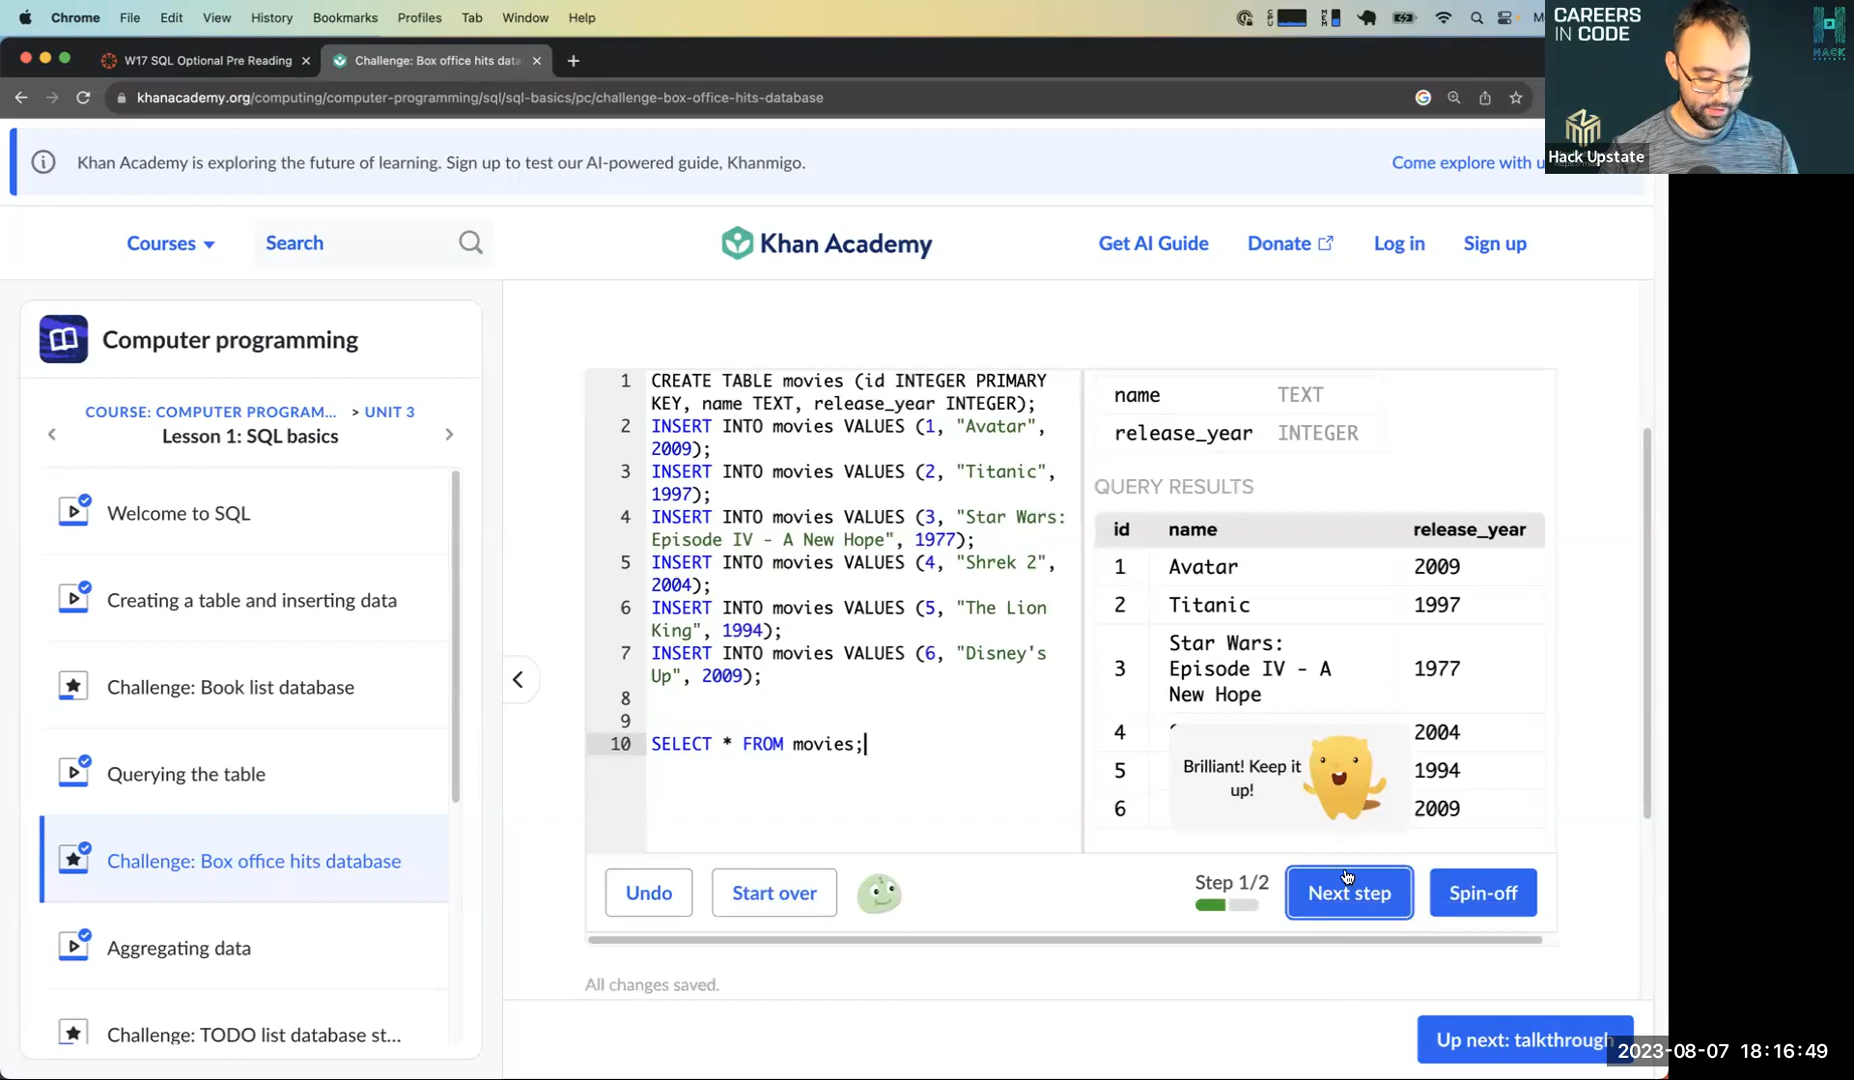 Chrome File Edit View History Bookmarks Profiles Tab Window Help
W17 SQL Optional Pre Reading
Challenge: Box office hits data
khanacademy.org/computing/computer-programming/sql/sql-basics/pc/challenge-box-office-hits-database
CAREERS
IN CODE
HACK
Hack Upstate
Khan Academy is exploring the future of learning. Sign up to test our AI-powered guide, Khanmigo.
Come explore with u
Courses
Search
Khan Academy
Get AI Guide
Donate
Log in
Sign up
Computer programming
COURSE: COMPUTER PROGRAM... > UNIT 3
Lesson 1: SQL basics
Welcome to SQL
Creating a table and inserting data
Challenge: Book list database
Querying the table
Challenge: Box office hits database
Aggregating data
Challenge: TODO list database st...
1 CREATE TABLE movies (id INTEGER PRIMARY
KEY, name TEXT, release_year INTEGER);
2 INSERT INTO movies VALUES (1, "Avatar",
2009);
3 INSERT INTO movies VALUES (2, "Titanic",
1997);
4 INSERT INTO movies VALUES (3, "Star Wars:
Episode IV - A New Hope", 1977);
5 INSERT INTO movies VALUES (4, "Shrek 2",
2004);
6 INSERT INTO movies VALUES (5, "The Lion
King", 1994);
7 INSERT INTO movies VALUES (6, "Disney's
Up", 2009);
8
9
10 SELECT * FROM movies;
name TEXT
release_year INTEGER
QUERY RESULTS
id name release_year
1 Avatar 2009
2 Titanic 1997
Star Wars:
3 Episode IV - A 1977
New Hope
4 2004
5 1994
6 2009
Brilliant! Keep it
up!
Undo
Start over
Step 1/2
Next step
Spin-off
All changes saved.
Up next: talkthrough
2023-08-07 18:16:49